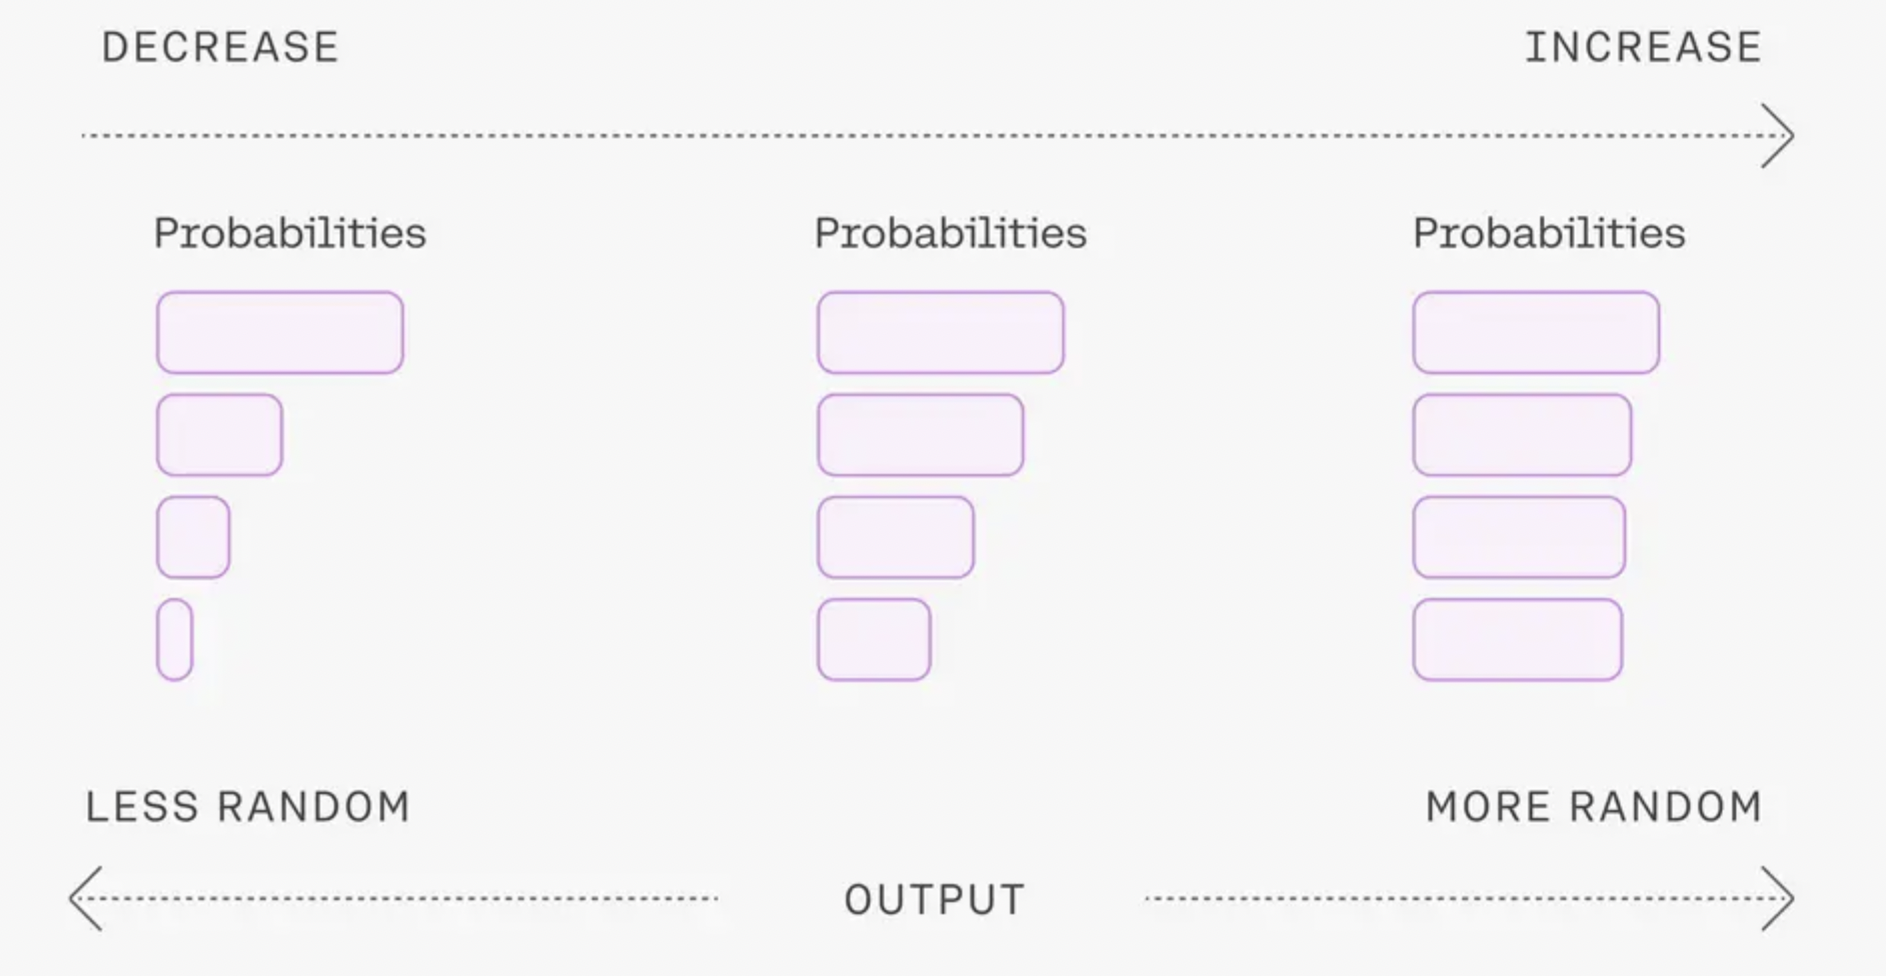 DECREASE
INCREASE
Probabilities
Probabilities
Probabilities
LESS RANDOM
MORE RANDOM
OUTPUT